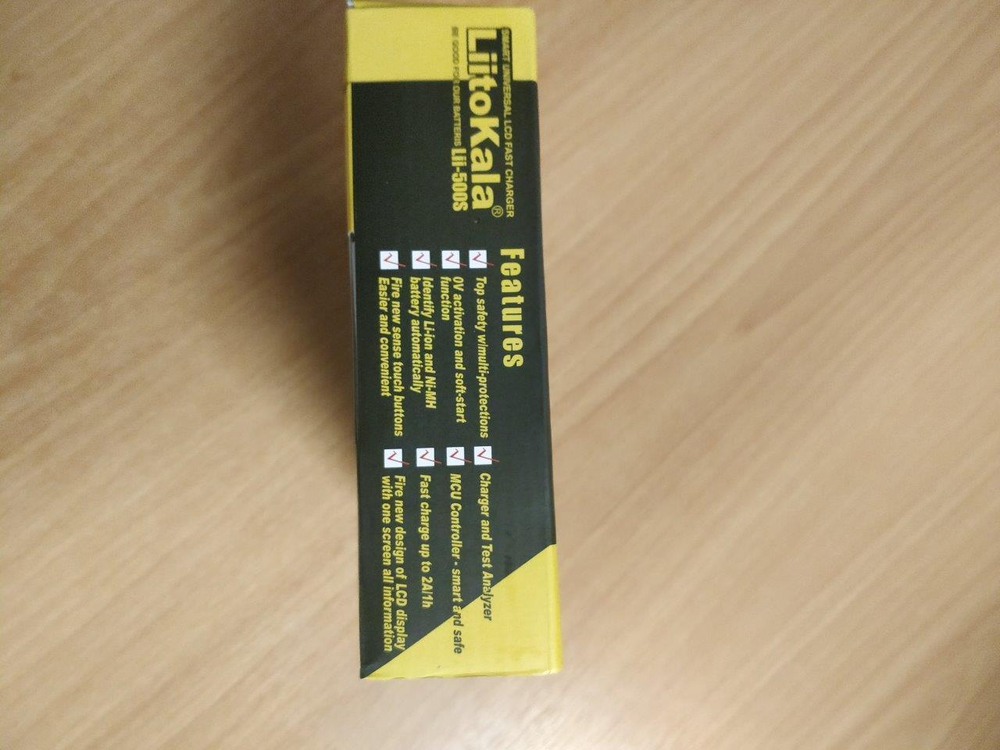 SMART UNIVERSAL LCD FAST CHARGER
LiitoKala®
BE GOOD FOR OUR BATTERIS Lii-500S
Features
Top safety w/multi-protections
0V activation and soft-start
function
Identify Li-ion and Ni-MH
battery automatically
Fire new sense touch buttons
Easier and convenient
Charger and Test Analyzer
MCU Controller - smart and safe
Fast charge up to 2A/1h
Fire new design of LCD display
with one screen all information